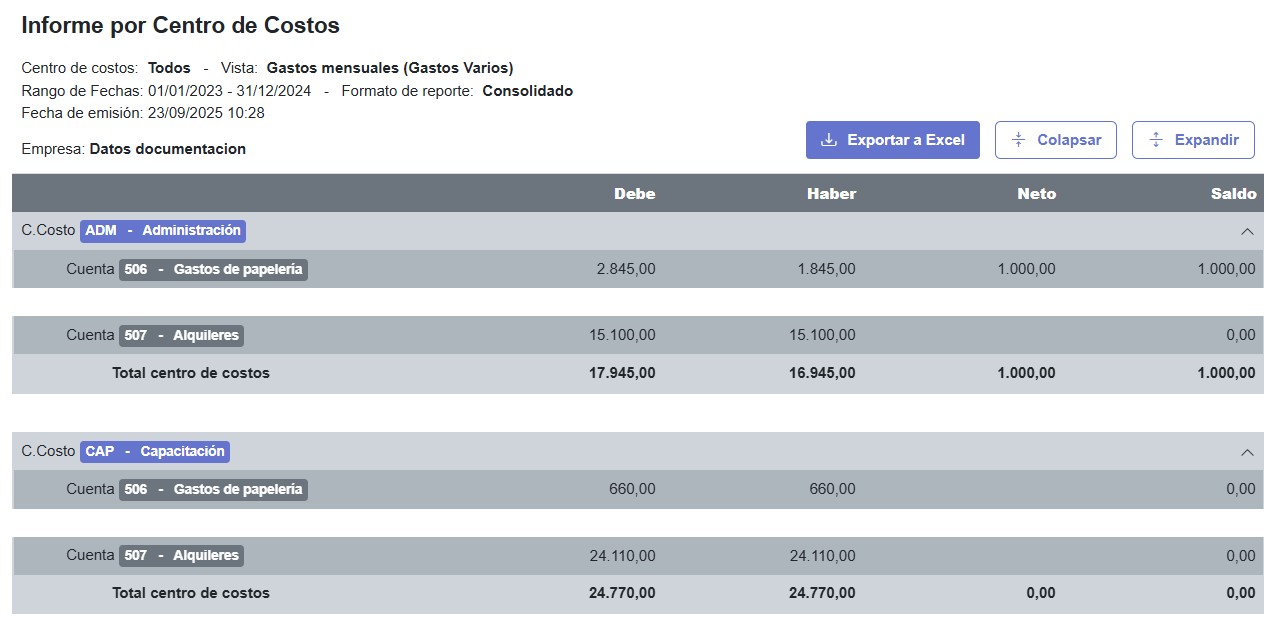 Informe por Centro de Costos
Centro de costos: Todos - Vista: Gastos mensuales (Gastos Varios)
Rango de Fechas: 01/01/2023 - 31/12/2024 - Formato de reporte: Consolidado
Fecha de emisión: 23/09/2025 10:28
Empresa: Datos documentacion
Exportar a Excel Colapsar Expandir
Debe Haber Neto Saldo
C.Costo ADM - Administración
Cuenta 506 - Gastos de papelería 2.845,00 1.845,00 1.000,00 1.000,00
Cuenta 507 - Alquileres 15.100,00 15.100,00 0,00
Total centro de costos 17.945,00 16.945,00 1.000,00 1.000,00
C.Costo CAP - Capacitación
Cuenta 506 - Gastos de papelería 660,00 660,00 0,00
Cuenta 507 - Alquileres 24.110,00 24.110,00 0,00
Total centro de costos 24.770,00 24.770,00 0,00 0,00